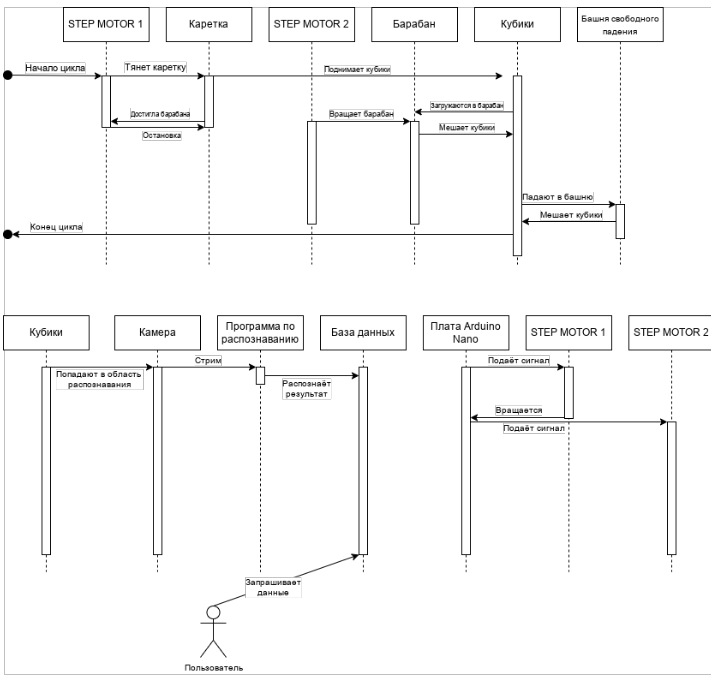 STEP MOTOR 1
Каретка
STEP MOTOR 2
Барабан
Кубики
Башня свободного
падения
Начало цикла
Тянет каретку
Поднимает кубики
Достигла барабана
Остановка
Загружаются в барабан
Вращает барабан
Мешает кубики
Падают в башню
Мешает кубики
Конец цикла
Кубики
Камера
Программа по
распознаванию
База данных
Плата Arduino
Nano
STEP MOTOR 1
STEP MOTOR 2
Попадают в область
распознавания
Стрим
Распознаёт
результат
Подаёт сигнал
Вращается
Подаёт сигнал
Запрашивает
данные
Пользователь